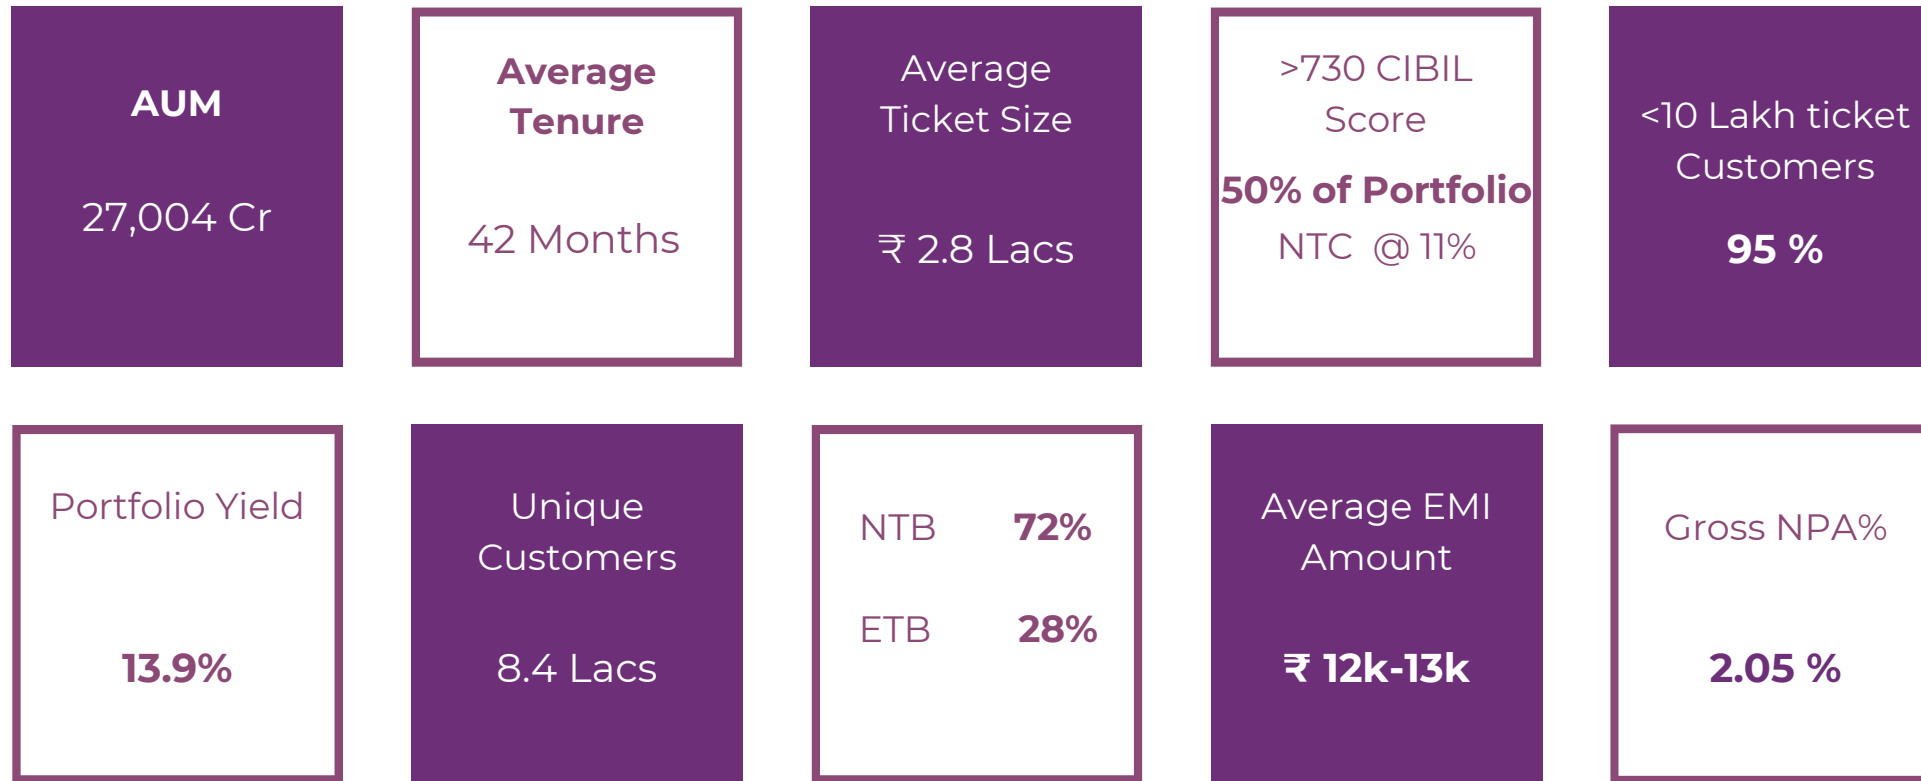 AUM
27,004 Cr
Average
Tenure
42 Months
Average
Ticket Size
₹ 2.8 Lacs
>730 CIBIL
Score
50% of Portfolio
NTC @ 11%
<10 Lakh ticket
Customers
95 %
Portfolio Yield
13.9%
Unique
Customers
8.4 Lacs
NTB 72%
ETB 28%
Average EMI
Amount
₹ 12k-13k
Gross NPA%
2.05 %